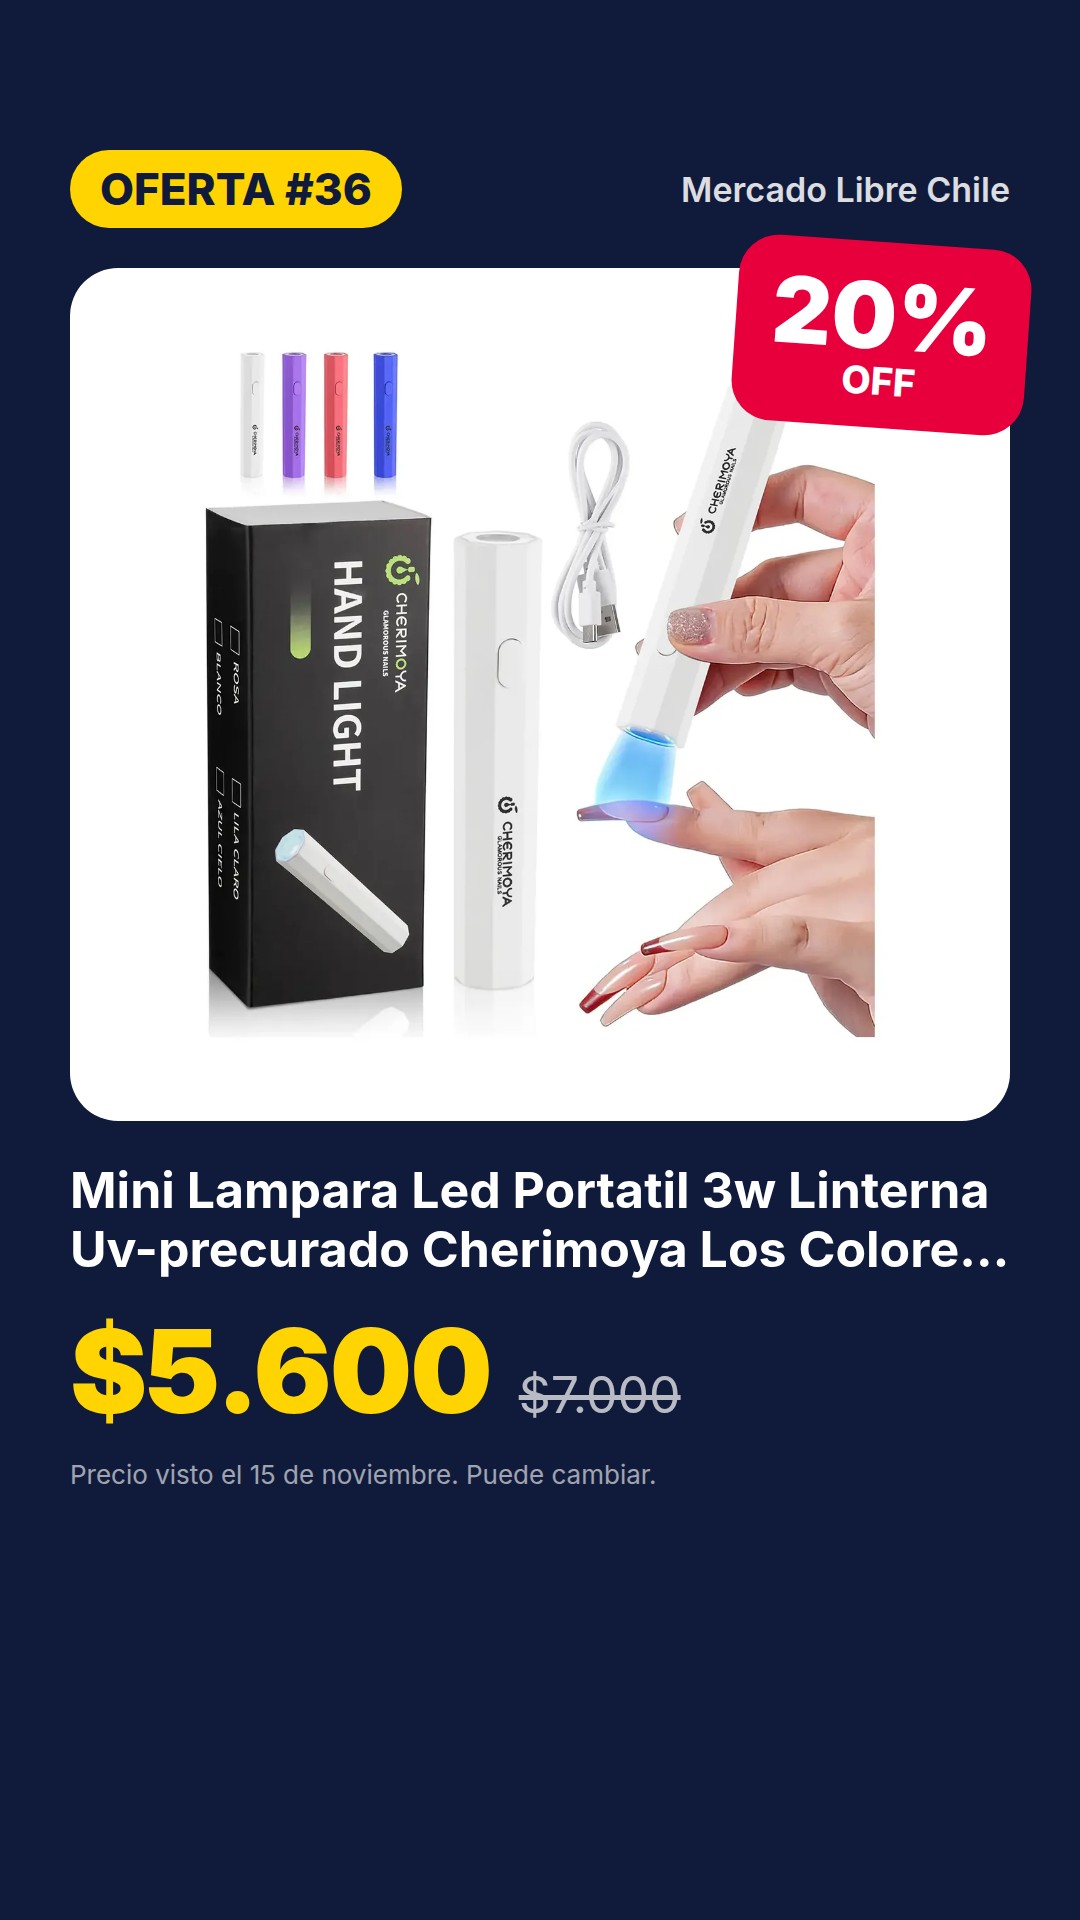 OFERTA #36
Mercado Libre Chile
20%
OFF
CHERIMOYA
GLAMOROUS NAILS
HAND LIGHT
CHERIMOYA
GLAMOROUS NAILS
ROSA
BLANCO
LILA CLARO
AZUL CIELO
CHERIMOYA
GLAMOROUS NAILS
Mini Lampara Led Portatil 3w Linterna
Uv-precurado Cherimoya Los Colore...
$5.600 $7.000
Precio visto el 15 de noviembre. Puede cambiar.